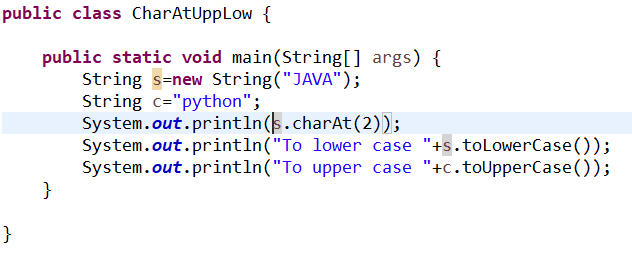 public class CharAtUppLow {
public static void main(String[] args) {
String s=new String("JAVA");
String c="python";
System.out.println(s.charAt(2));
System.out.println("To lower case "+s.toLowerCase());
System.out.println("To upper case "+c.toUpperCase());
}
}